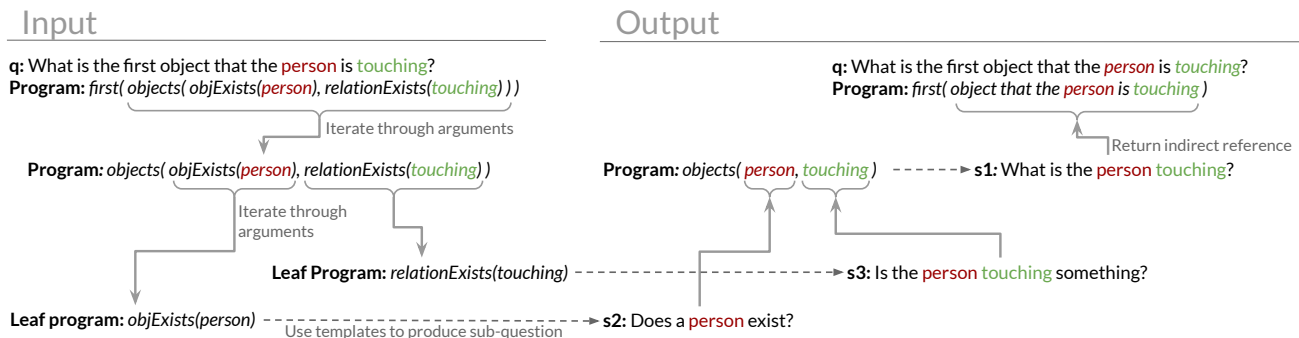 Input
q: What is the first object that the person is touching?
Program: first( objects( objExists(person), relationExists(touching) ) )
Iterate through arguments
Program: objects( objExists(person), relationExists(touching) )
Iterate through
arguments
Leaf Program: relationExists(touching)
Leaf program: objExists(person)
Use templates to produce sub-question
Output
q: What is the first object that the person is touching?
Program: first( object that the person is touching )
Return indirect reference
Program: objects( person, touching )
s1: What is the person touching?
s3: Is the person touching something?
s2: Does a person exist?